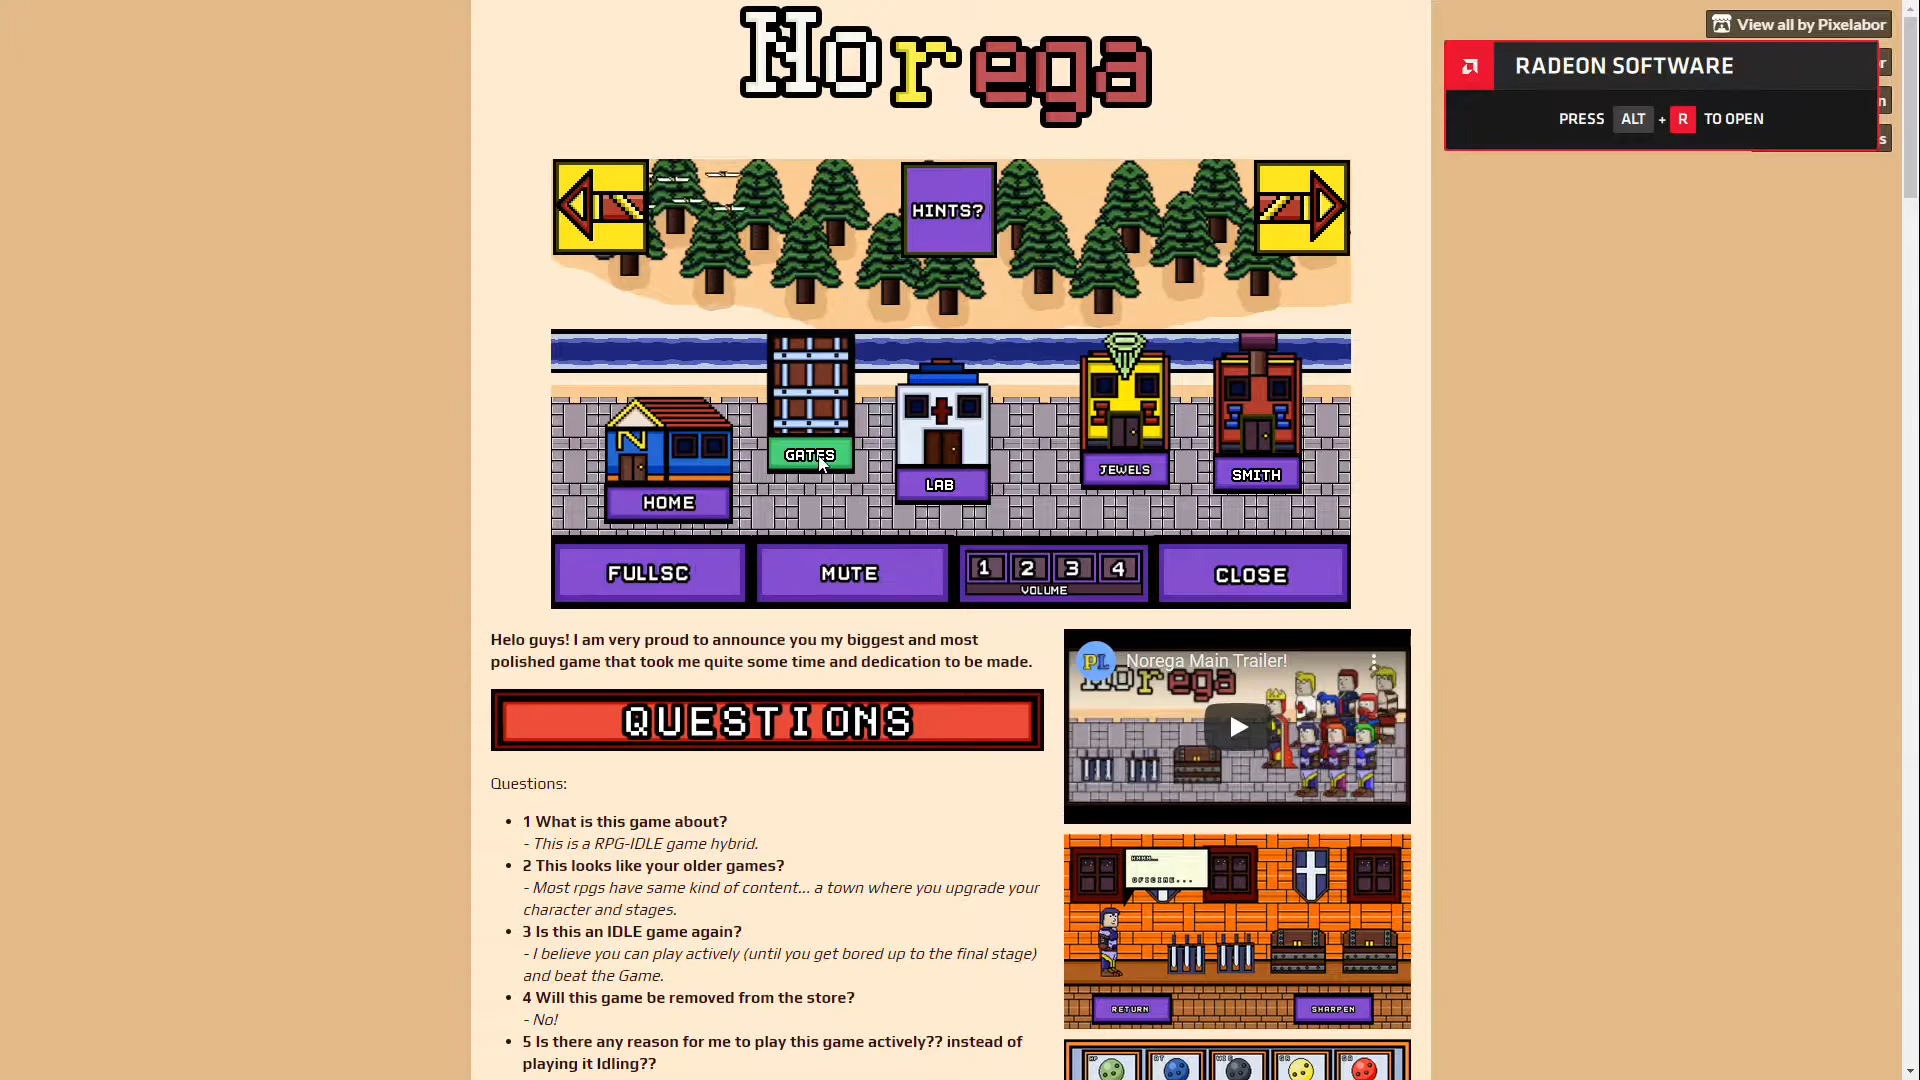 Norega
View all by Pixelabor
RADEON SOFTWARE
PRESS ALT + R TO OPEN
HINTS?
GATES
HOME
LAB
JEWELS
SMITH
FULLSC
MUTE
1 2 3 4
VOLUME
CLOSE
Helo guys! I am very proud to announce you my biggest and most
polished game that took me quite some time and dedication to be made.
QUESTIONS
Questions:
1 What is this game about?
- This is a RPG-IDLE game hybrid.
2 This looks like your older games?
- Most rpgs have same kind of content... a town where you upgrade your
character and stages.
3 Is this an IDLE game again?
- I believe you can play actively (until you get bored up to the final stage)
and beat the Game.
4 Will this game be removed from the store?
- No!
5 Is there any reason for me to play this game actively?? instead of
playing it Idling??
PL Norega Main Trailer!
Norega
RETURN
SHARPEN